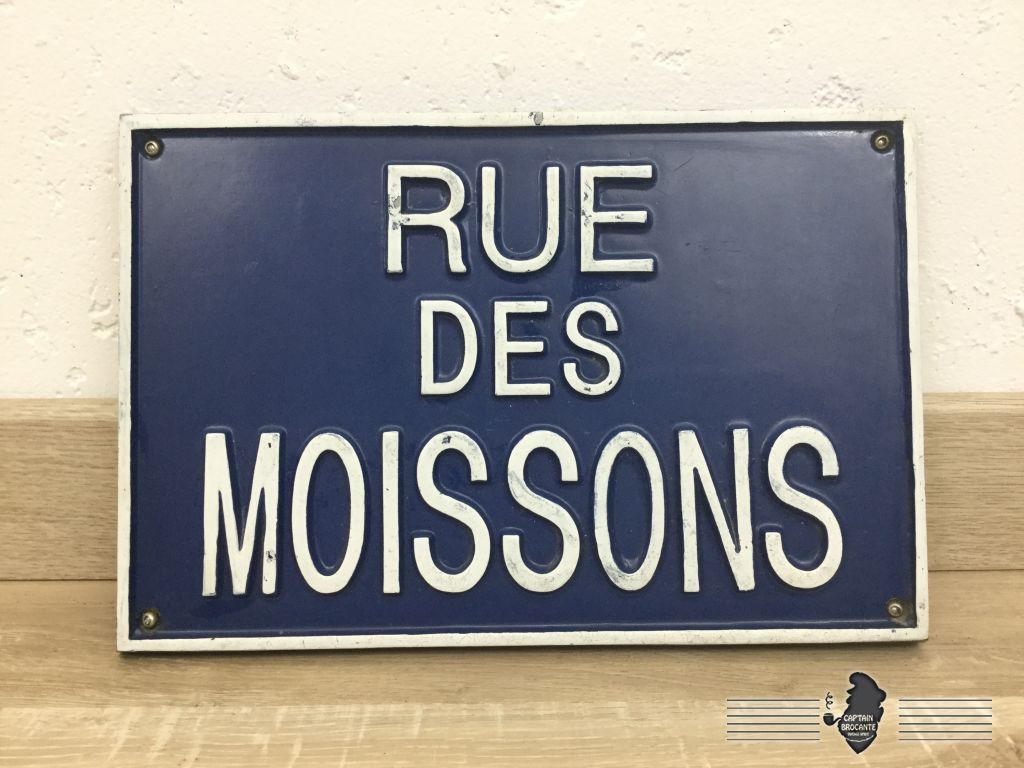 RUE
DES
MOISSONS
CAPTAIN
BROCANTE